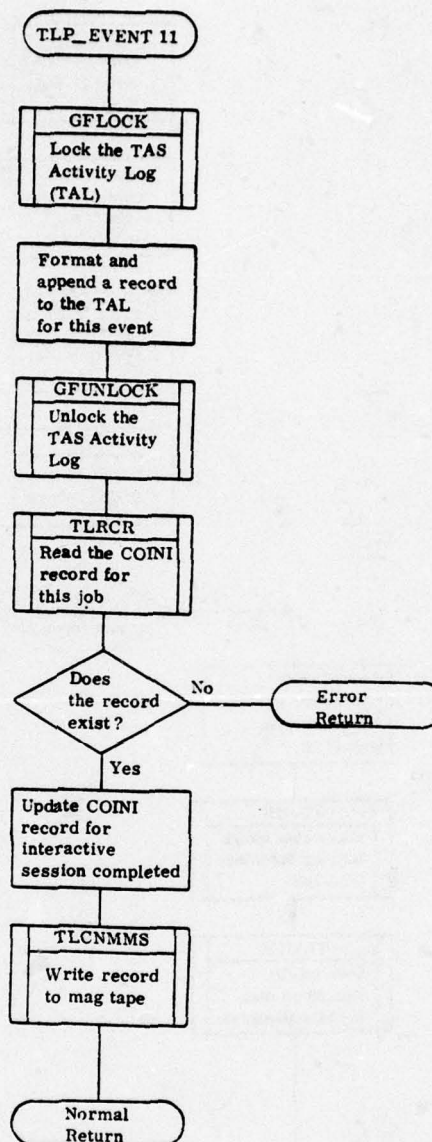 TLP_EVENT 11
GFLOCK
Lock the TAS
Activity Log
(TAL)
Format and
append a record
to the TAL
for this event
GFUNLOCK
Unlock the
TAS Activity
Log
TLRCR
Read the COINI
record for
this job
Does
the record
exist?
No
Error
Return
Yes
Update COINI
record for
interactive
session completed
TLCNMMS
Write record
to mag tape
Normal
Return